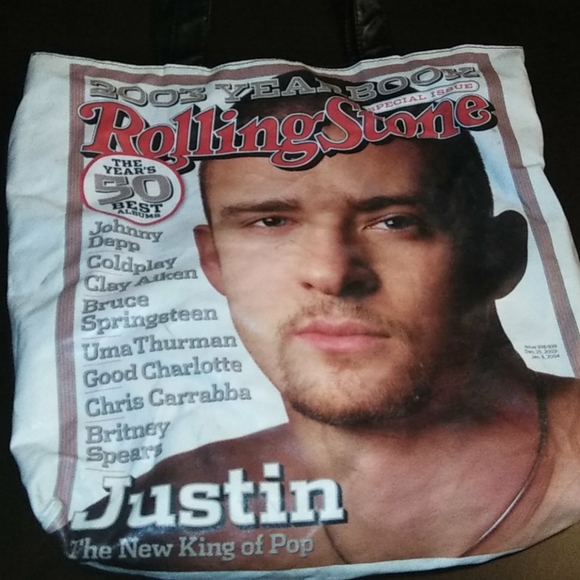 2003 YEARBOOK
SPECIAL ISSUE
RollingStone
THE
YEAR'S
50
BEST
ALBUMS
Johnny
Depp
Coldplay
Clay Aiken
Bruce
Springsteen
Uma Thurman
Good Charlotte
Chris Carrabba
Britney
Spears
Justin
The New King of Pop